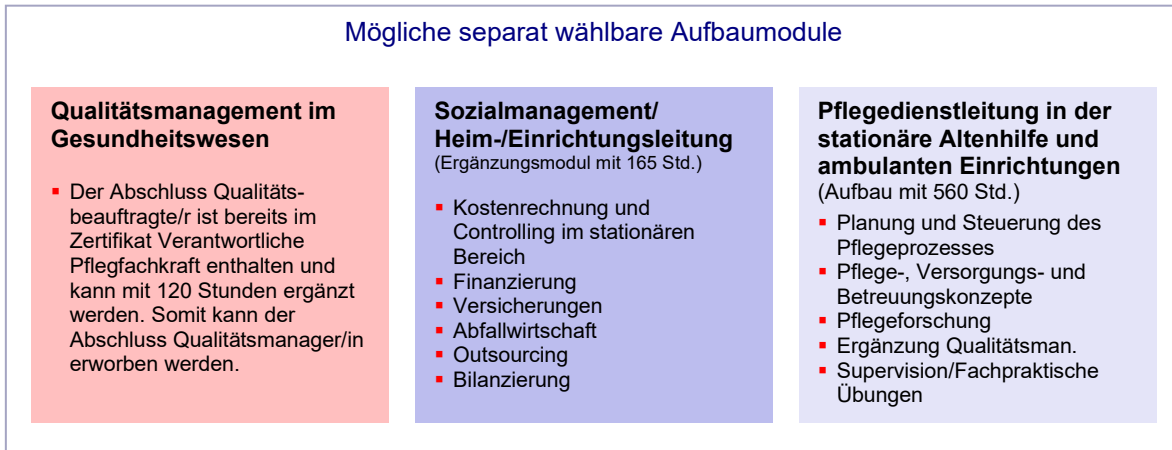 Mögliche separat wählbare Aufbaumodule
Qualitätsmanagement im
Gesundheitswesen
▪ Der Abschluss Qualitäts-
beauftragte/r ist bereits im
Zertifikat Verantwortliche
Pflegfachkraft enthalten und
kann mit 120 Stunden ergänzt
werden. Somit kann der
Abschluss Qualitätsmanager/in
erworben werden.
Sozialmanagement/
Heim-/Einrichtungsleitung
(Ergänzungsmodul mit 165 Std.)
▪ Kostenrechnung und
Controlling im stationären
Bereich
▪ Finanzierung
▪ Versicherungen
▪ Abfallwirtschaft
▪ Outsourcing
▪ Bilanzierung
Pflegedienstleitung in der
stationäre Altenhilfe und
ambulanten Einrichtungen
(Aufbau mit 560 Std.)
▪ Planung und Steuerung des
Pflegeprozesses
▪ Pflege-, Versorgungs- und
Betreuungskonzepte
▪ Pflegeforschung
▪ Ergänzung Qualitätsman.
▪ Supervision/Fachpraktische
Übungen